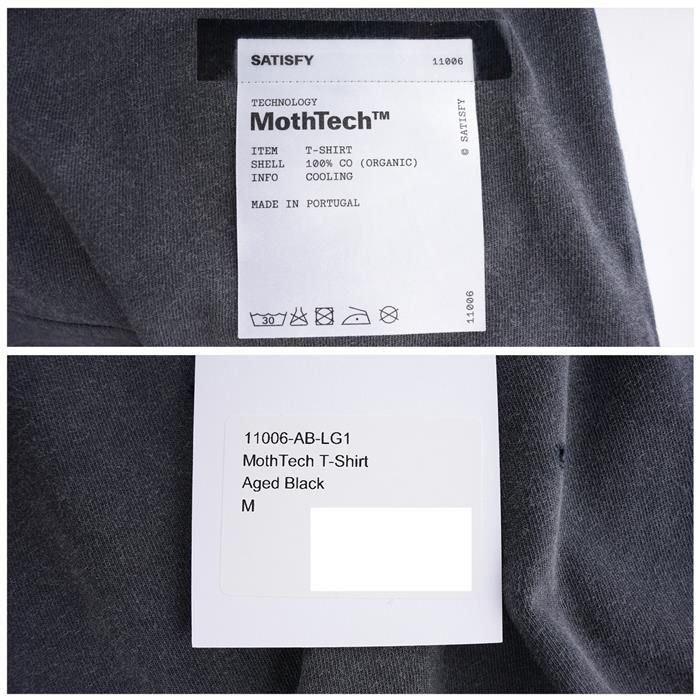 SATISFY 11006
TECHNOLOGY
MothTech™
ITEM T-SHIRT
SHELL 100% CO (ORGANIC)
INFO COOLING
MADE IN PORTUGAL
© SATISFY
11006
30
11006-AB-LG1
MothTech T-Shirt
Aged Black
M